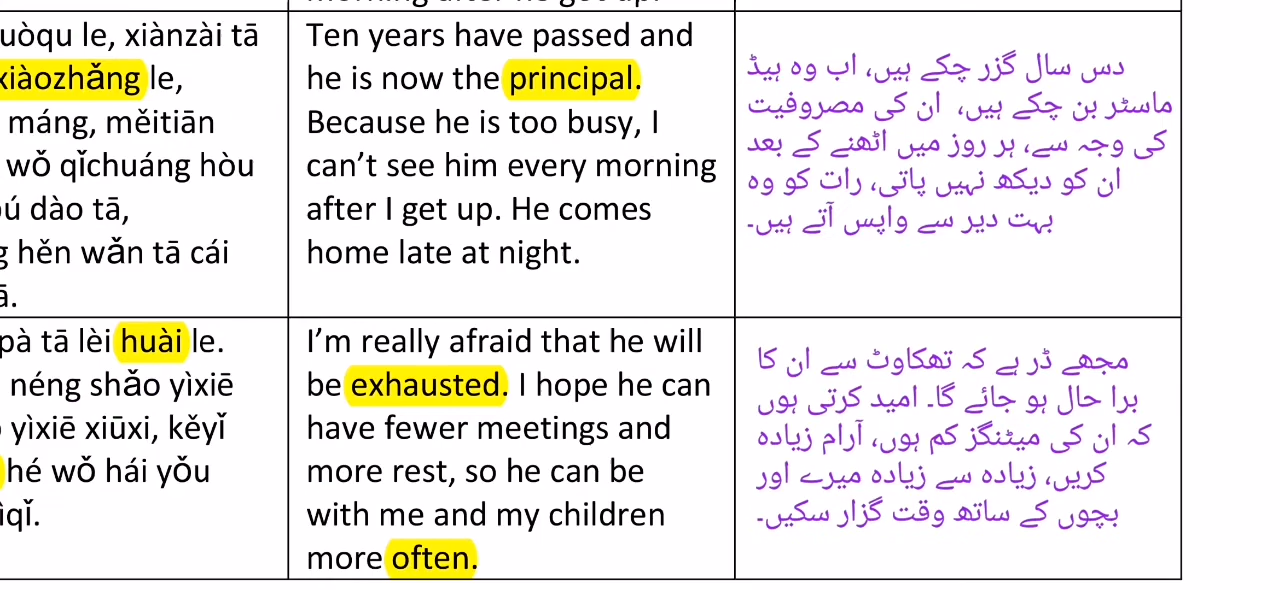 uòqu le, xiànzài tā
xiàozhǎng le,
máng, měitiān
wǒ qǐchuáng hòu
ú dào tā,
hěn wǎn tā cái
ā.
Ten years have passed and
he is now the principal.
Because he is too busy, I
can’t see him every morning
after I get up. He comes
home late at night.
دس سال گزر چکے ہیں، اب وہ ہیڈ
ماسٹر بن چکے ہیں، ان کی مصروفیت
کی وجہ سے، ہر روز میں اٹھنے کے بعد
ان کو دیکھ نہیں پاتی، رات کو وہ
بہت دیر سے واپس آتے ہیں۔
pà tā lèi huài le.
néng shǎo yìxiē
yìxiē xiūxi, kěyǐ
hé wǒ hái yǒu
qǐ.
I’m really afraid that he will
be exhausted. I hope he can
have fewer meetings and
more rest, so he can be
with me and my children
more often.
مجھے ڈر ہے کہ تھکاوٹ سے ان کا
برا حال ہو جائے گا۔ امید کرتی ہوں
کہ ان کی میٹنگز کم ہوں، آرام زیادہ
کریں، زیادہ سے زیادہ میرے اور
بچوں کے ساتھ وقت گزار سکیں۔